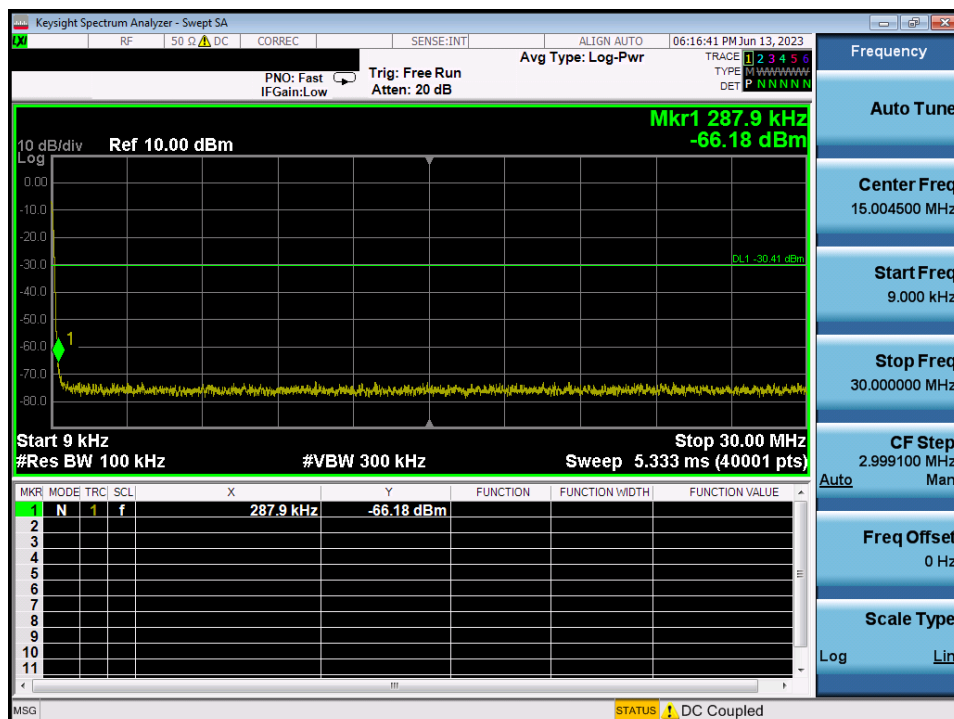 Keysight Spectrum Analyzer - Swept SA
LXI RF 50 Ω DC CORREC SENSE:INT ALIGN AUTO 06:16:41 PM Jun 13, 2023
PNO: Fast
IFGain:Low
Trig: Free Run
Atten: 20 dB
Avg Type: Log-Pwr
TRACE 1 2 3 4 5 6
TYPE M W W W W W
DET P N N N N N
Mkr1 287.9 kHz
-66.18 dBm
10 dB/div
Log
Ref 10.00 dBm
0.00
-10.0
-20.0
-30.0
DL1 -30.41 dBm
-40.0
-50.0
1
-60.0
-70.0
-80.0
Start 9 kHz
Stop 30.00 MHz
#Res BW 100 kHz
#VBW 300 kHz
Sweep 5.333 ms (40001 pts)
MKR MODE TRC SCL X Y FUNCTION FUNCTION WIDTH FUNCTION VALUE
1 N 1 f 287.9 kHz -66.18 dBm
2
3
4
5
6
7
8
9
10
11
MSG
STATUS
DC Coupled
Frequency
Auto Tune
Center Freq
15.004500 MHz
Start Freq
9.000 kHz
Stop Freq
30.000000 MHz
CF Step
2.999100 MHz
Auto Man
Freq Offset
0 Hz
Scale Type
Log Lin